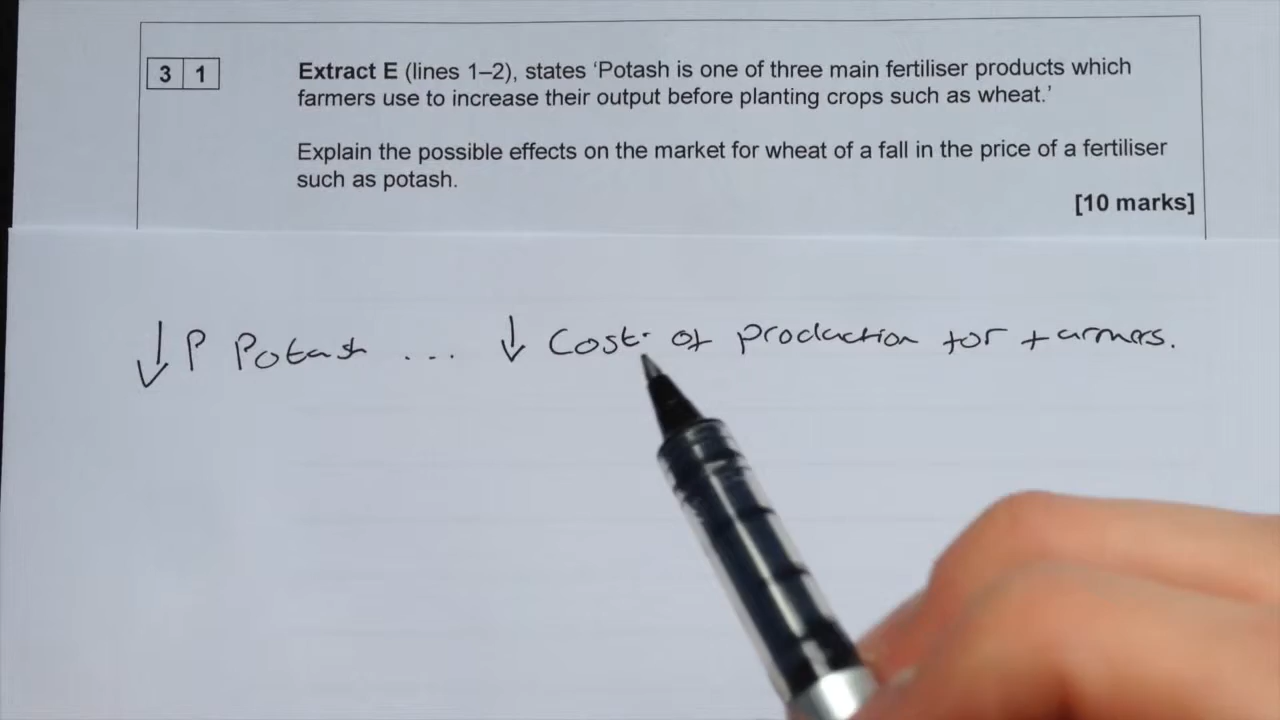 3 1
Extract E (lines 1–2), states ‘Potash is one of three main fertiliser products which
farmers use to increase their output before planting crops such as wheat.’
Explain the possible effects on the market for wheat of a fall in the price of a fertiliser
such as potash.
[10 marks]
↓ P Potash ... ↓ Cost of production for farmers.